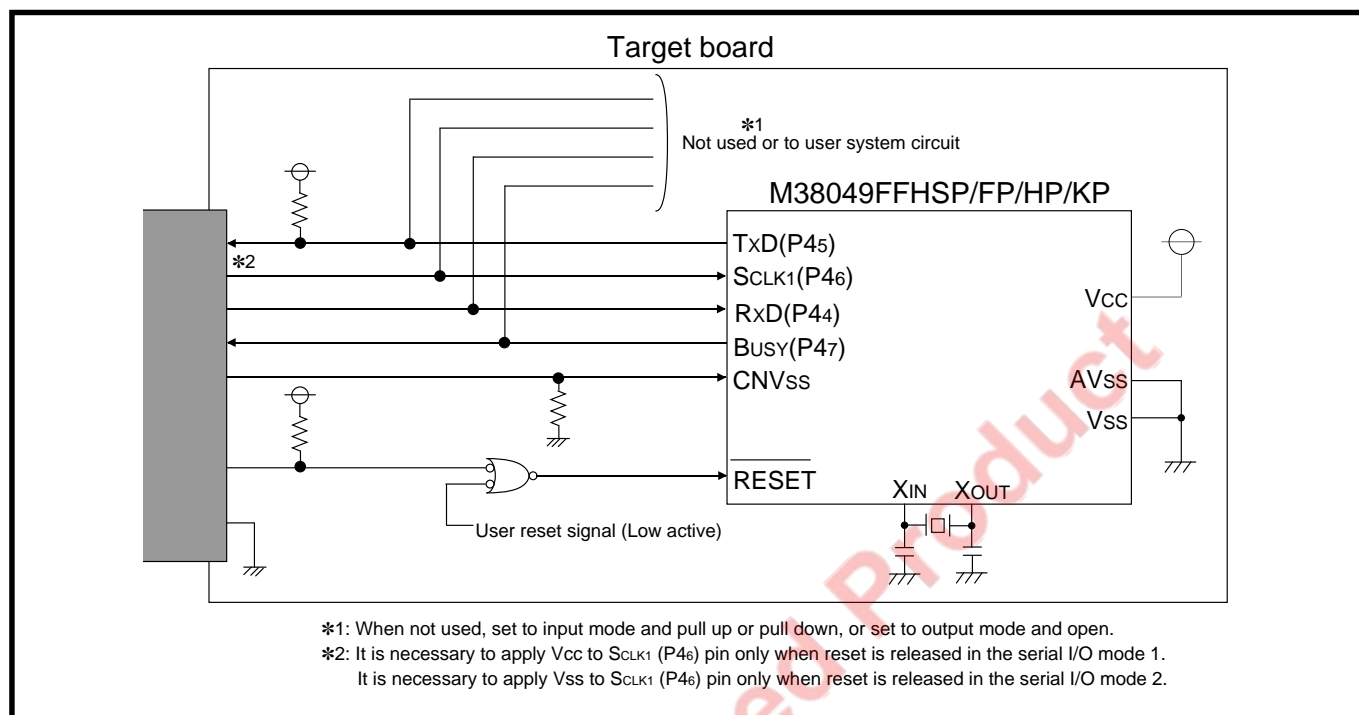 Target board
✽1
Not used or to user system circuit
M38049FFHSP/FP/HP/KP
TxD(P45)
✽2
SCLK1(P46)
RxD(P44)
BUSY(P47)
CNVSS
RESET
VCC
AVSS
VSS
XIN XOUT
User reset signal (Low active)
✽1: When not used, set to input mode and pull up or pull down, or set to output mode and open.
✽2: It is necessary to apply Vcc to SCLK1 (P46) pin only when reset is released in the serial I/O mode 1.
It is necessary to apply Vss to SCLK1 (P46) pin only when reset is released in the serial I/O mode 2.
ed Product